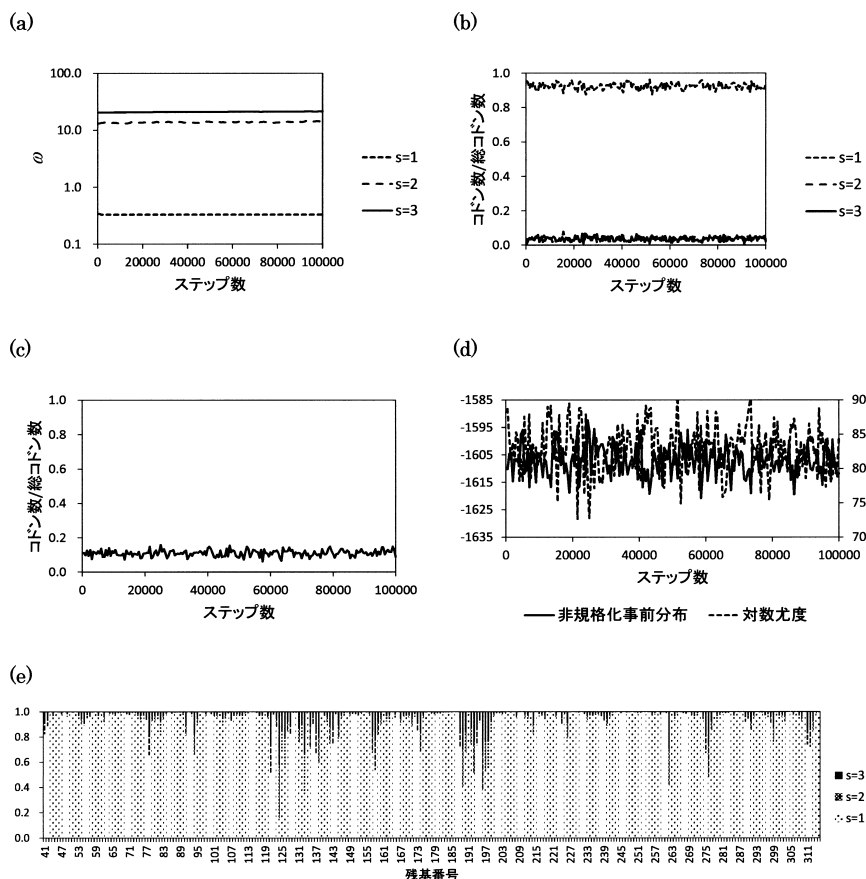 (a)
100.0
10.0
1.0
0.1
ω
0 20000 40000 60000 80000 100000
ステップ数
s=1
s=2
s=3
(b)
コドン数/総コドン数
1.0
0.8
0.6
0.4
0.2
0.0
0 20000 40000 60000 80000 100000
ステップ数
s=1
s=2
s=3
(c)
コドン数/総コドン数
1.0
0.8
0.6
0.4
0.2
0.0
0 20000 40000 60000 80000 100000
ステップ数
(d)
-1585
-1595
-1605
-1615
-1625
-1635
90
85
80
75
70
0 20000 40000 60000 80000 100000
ステップ数
非規格化事前分布 対数尤度
(e)
1.0
0.8
0.6
0.4
0.2
0.0
41 47 53 59 65 71 77 83 89 95 101 107 113 119 125 131 137 143 149 155 161 167 173 179 185 191 197 203 209 215 221 227 233 239 245 251 257 263 269 275 281 287 293 299 305 311
残基番号
s=3
s=2
s=1